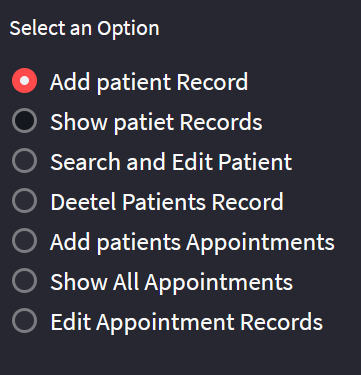 Select an Option
Add patient Record
Show patiet Records
Search and Edit Patient
Deetel Patients Record
Add patients Appointments
Show All Appointments
Edit Appointment Records